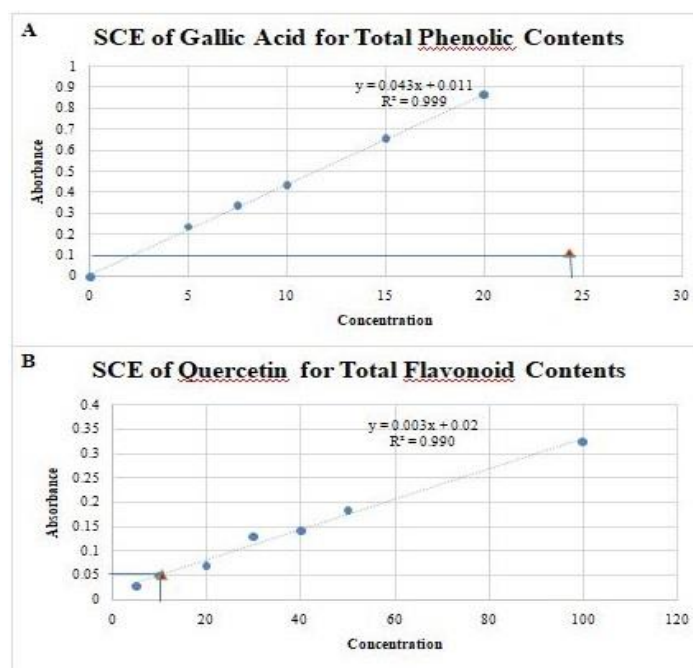 A
SCE of Gallic Acid for Total Phenolic Contents
y = 0.043x + 0.011
R² = 0.999
1
0.9
0.8
0.7
0.6
0.5
0.4
0.3
0.2
0.1
0
Aborbance
0 5 10 15 20 25 30
Concentration
B
SCE of Quercetin for Total Flavonoid Contents
y = 0.003x + 0.02
R² = 0.990
0.4
0.35
0.3
0.25
0.2
0.15
0.1
0.05
0
Absorbance
0 20 40 60 80 100 120
Concentration